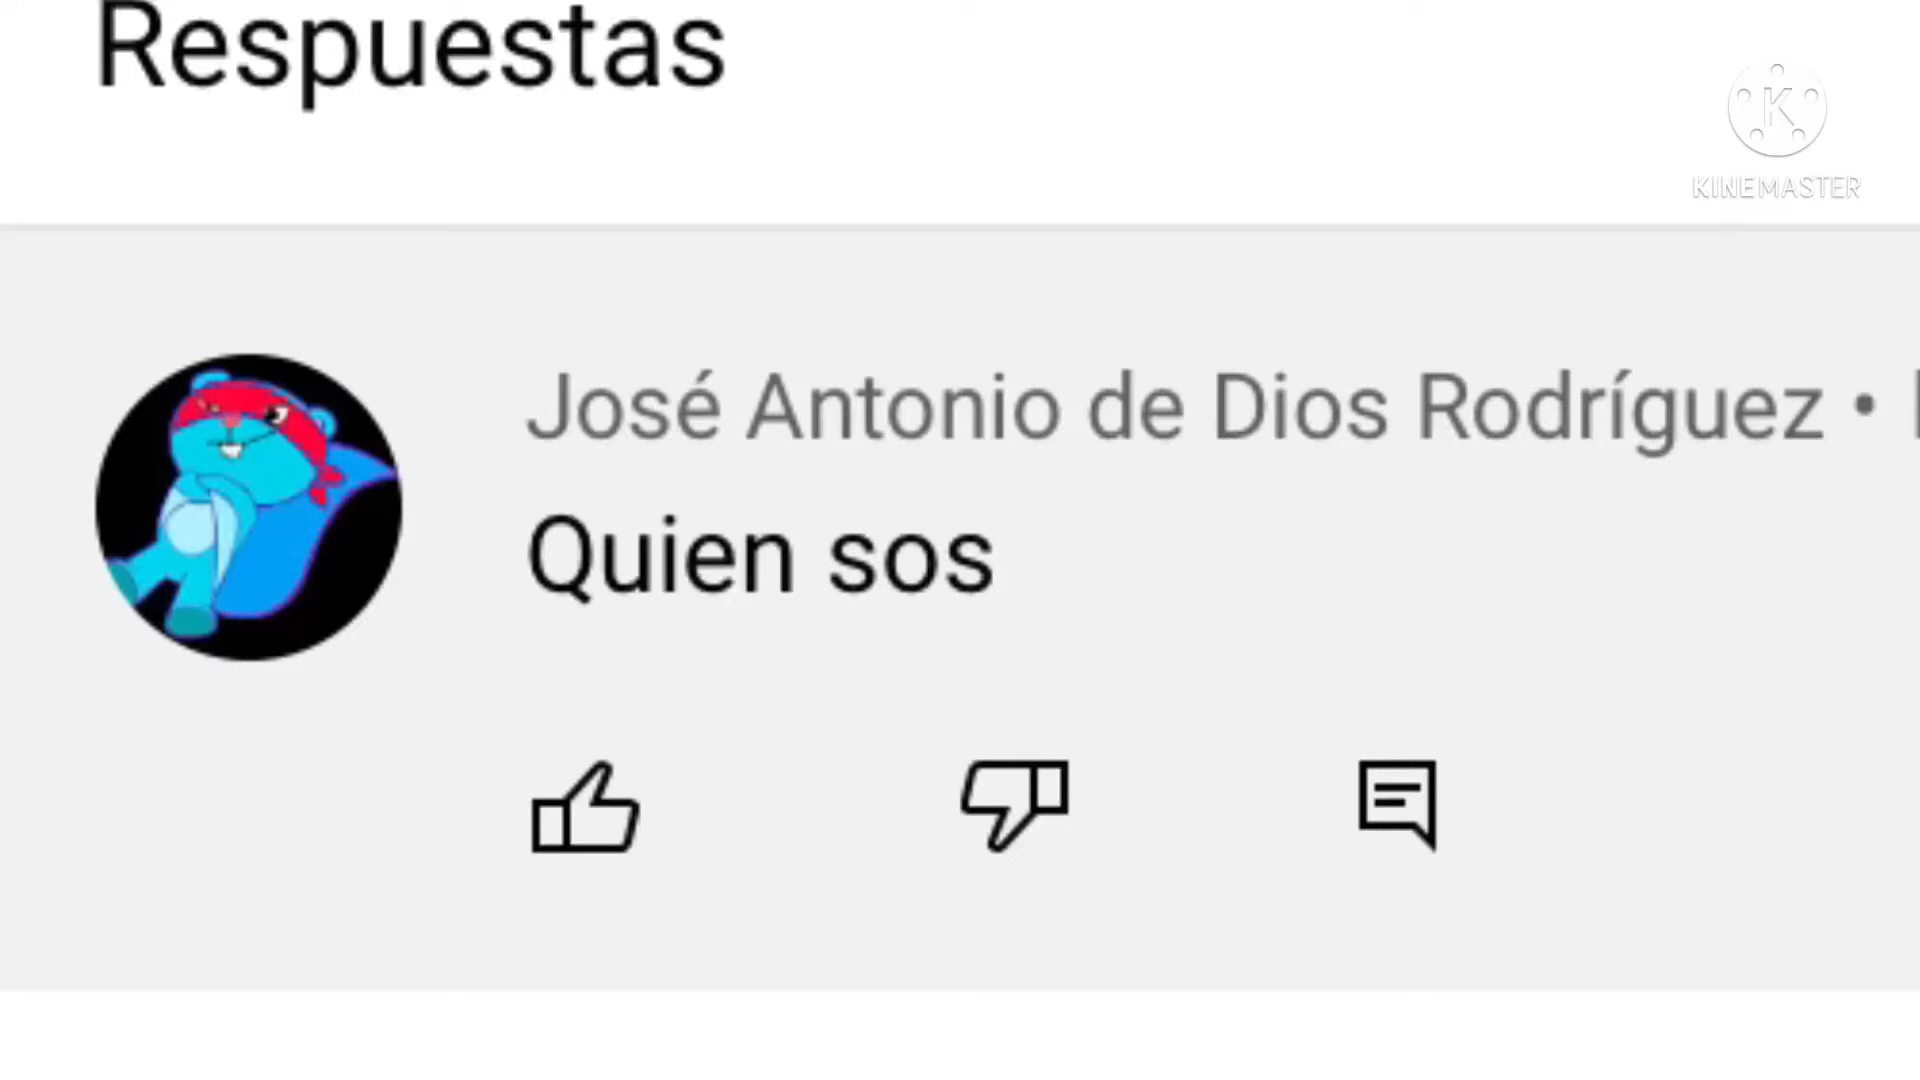 Respuestas
K
KINEMASTER
José Antonio de Dios Rodríguez •
Quien sos